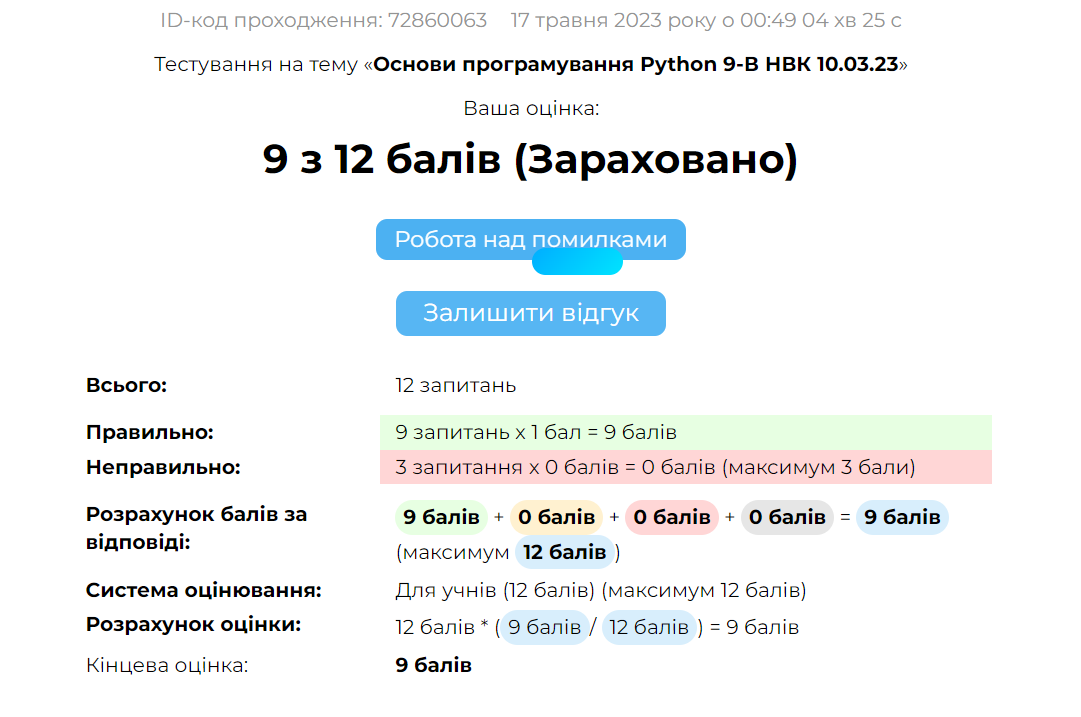 ID-код проходження: 72860063 17 травня 2023 року о 00:49 04 хв 25 с
Тестування на тему «Основи програмування Python 9-В НВК 10.03.23»
Ваша оцінка:
9 з 12 балів (Зараховано)
Робота над помилками
Залишити відгук
Всього: 12 запитань
Правильно: 9 запитань x 1 бал = 9 балів
Неправильно: 3 запитання x 0 балів = 0 балів (максимум 3 бали)
Розрахунок балів за відповіді: 9 балів + 0 балів + 0 балів + 0 балів = 9 балів
(максимум 12 балів)
Система оцінювання: Для учнів (12 балів) (максимум 12 балів)
Розрахунок оцінки: 12 балів * ( 9 балів / 12 балів ) = 9 балів
Кінцева оцінка: 9 балів